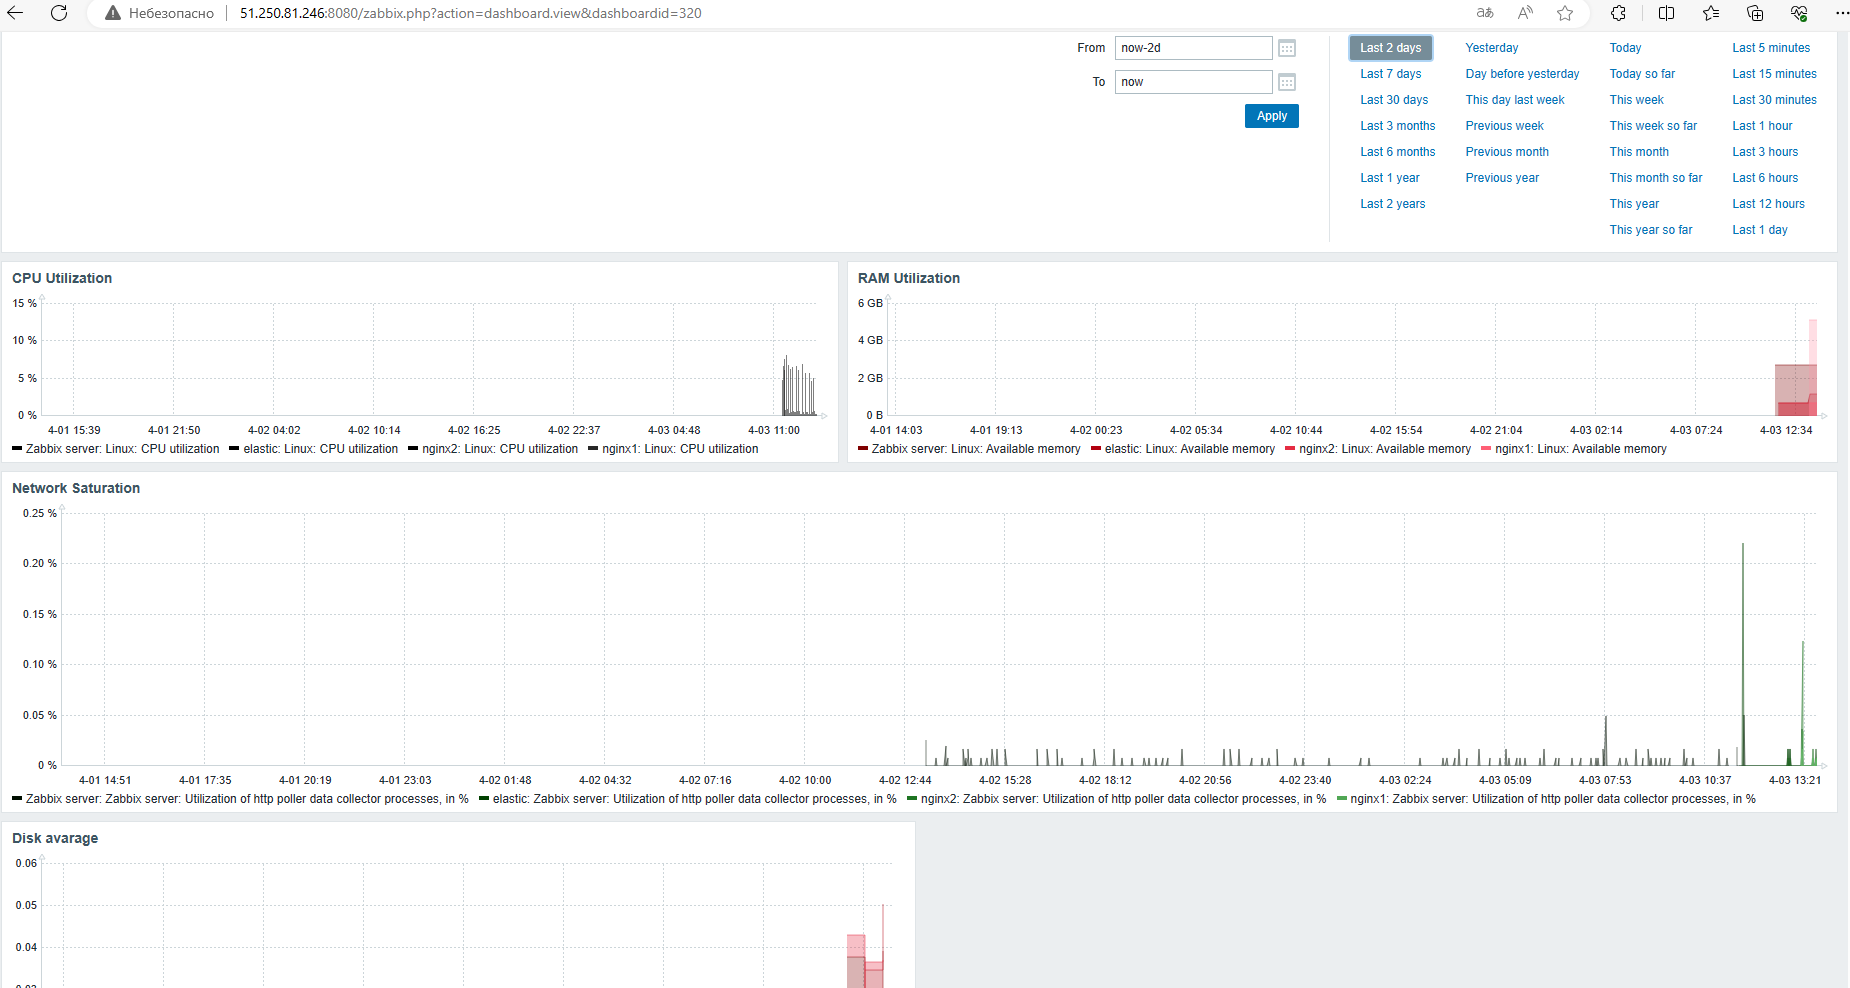 Небезопасно 51.250.81.246:8080/zabbix.php?action=dashboard.view&dashboardid=320
From now-2d
To now
Apply
Last 2 days Yesterday Today Last 5 minutes
Last 7 days Day before yesterday Today so far Last 15 minutes
Last 30 days This day last week This week Last 30 minutes
Last 3 months Previous week This week so far Last 1 hour
Last 6 months Previous month This month Last 3 hours
Last 1 year Previous year This month so far Last 6 hours
Last 2 years This year Last 12 hours
This year so far Last 1 day
CPU Utilization
15 %
10 %
5 %
0 %
4-01 15:39 4-01 21:50 4-02 04:02 4-02 10:14 4-02 16:25 4-02 22:37 4-03 04:48 4-03 11:00
Zabbix server: Linux: CPU utilization elastic: Linux: CPU utilization nginx2: Linux: CPU utilization nginx1: Linux: CPU utilization
RAM Utilization
6 GB
4 GB
2 GB
0 B
4-01 14:03 4-01 19:13 4-02 00:23 4-02 05:34 4-02 10:44 4-02 15:54 4-02 21:04 4-03 02:14 4-03 07:24 4-03 12:34
Zabbix server: Linux: Available memory elastic: Linux: Available memory nginx2: Linux: Available memory nginx1: Linux: Available memory
Network Saturation
0.25 %
0.20 %
0.15 %
0.10 %
0.05 %
0 %
4-01 14:51 4-01 17:35 4-01 20:19 4-01 23:03 4-02 01:48 4-02 04:32 4-02 07:16 4-02 10:00 4-02 12:44 4-02 15:28 4-02 18:12 4-02 20:56 4-02 23:40 4-03 02:24 4-03 05:09 4-03 07:53 4-03 10:37 4-03 13:21
Zabbix server: Zabbix server: Utilization of http poller data collector processes, in % elastic: Zabbix server: Utilization of http poller data collector processes, in % nginx2: Zabbix server: Utilization of http poller data collector processes, in % nginx1: Zabbix server: Utilization of http poller data collector processes, in %
Disk avarage
0.06
0.05
0.04